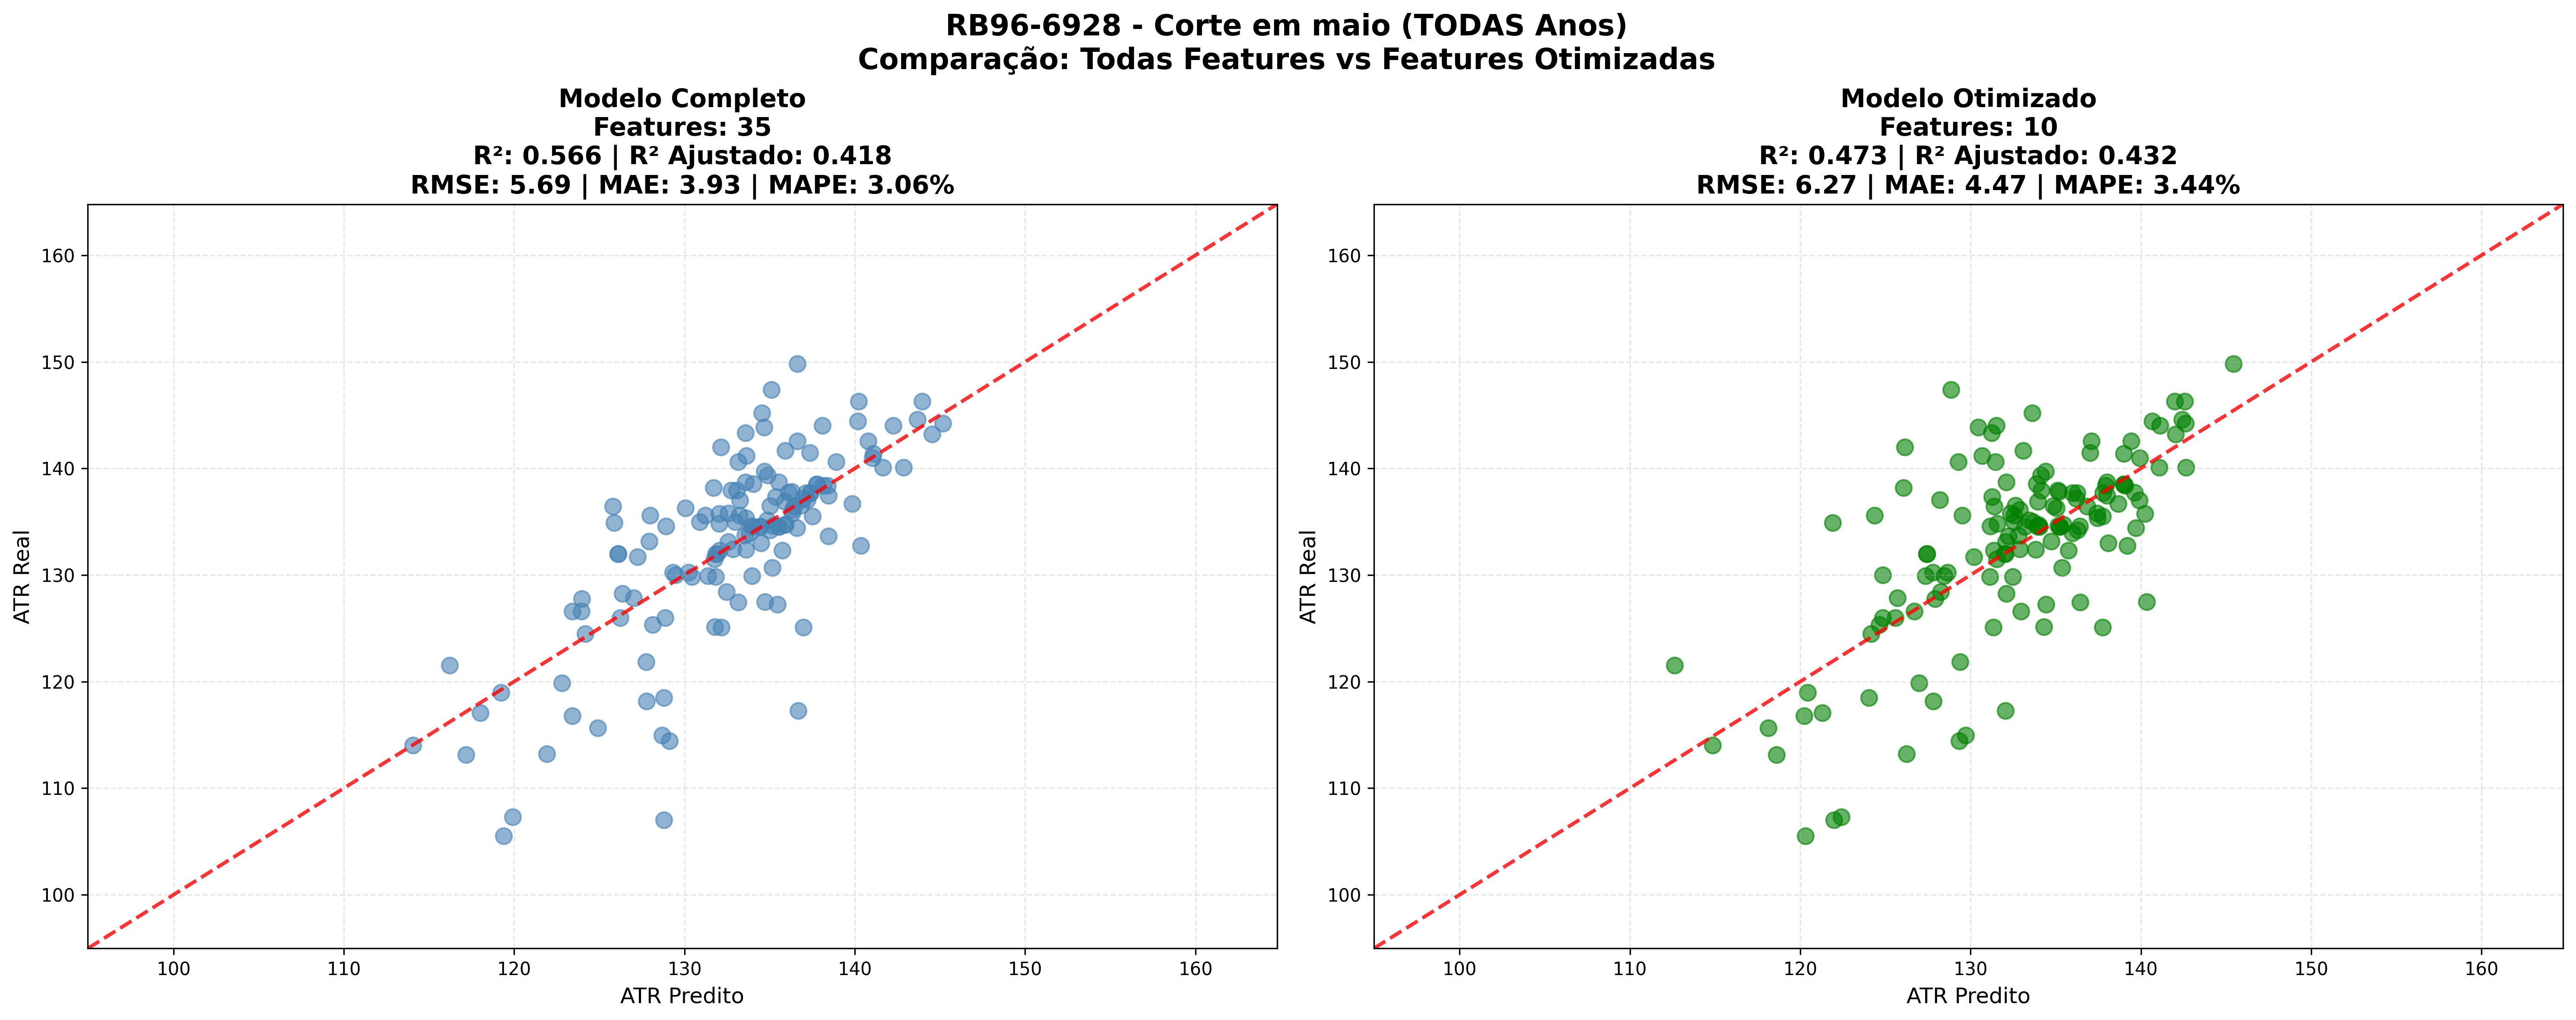 RB96-6928 - Corte em maio (TODAS Anos)
Comparação: Todas Features vs Features Otimizadas
Modelo Completo
Features: 35
R²: 0.566 | R² Ajustado: 0.418
RMSE: 5.69 | MAE: 3.93 | MAPE: 3.06%
160
150
140
130
120
110
100
ATR Real
100 110 120 130 140 150 160
ATR Predito
Modelo Otimizado
Features: 10
R²: 0.473 | R² Ajustado: 0.432
RMSE: 6.27 | MAE: 4.47 | MAPE: 3.44%
160
150
140
130
120
110
100
ATR Real
100 110 120 130 140 150 160
ATR Predito